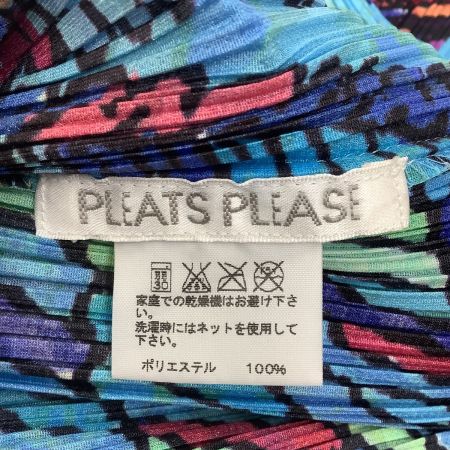 PLEATS PLEASE
30
家庭での乾燥機はお避け下さ
い。
洗濯時にはネットを使用して
下さい。
ポリエステル 100%